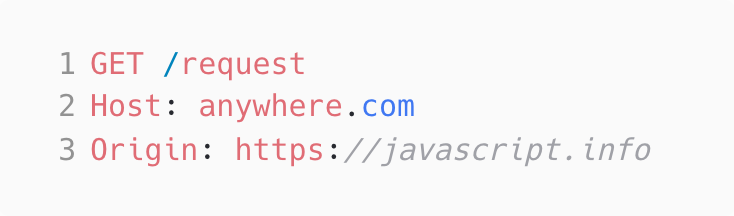 1 GET /request
2 Host: anywhere.com
3 Origin: https://javascript.info